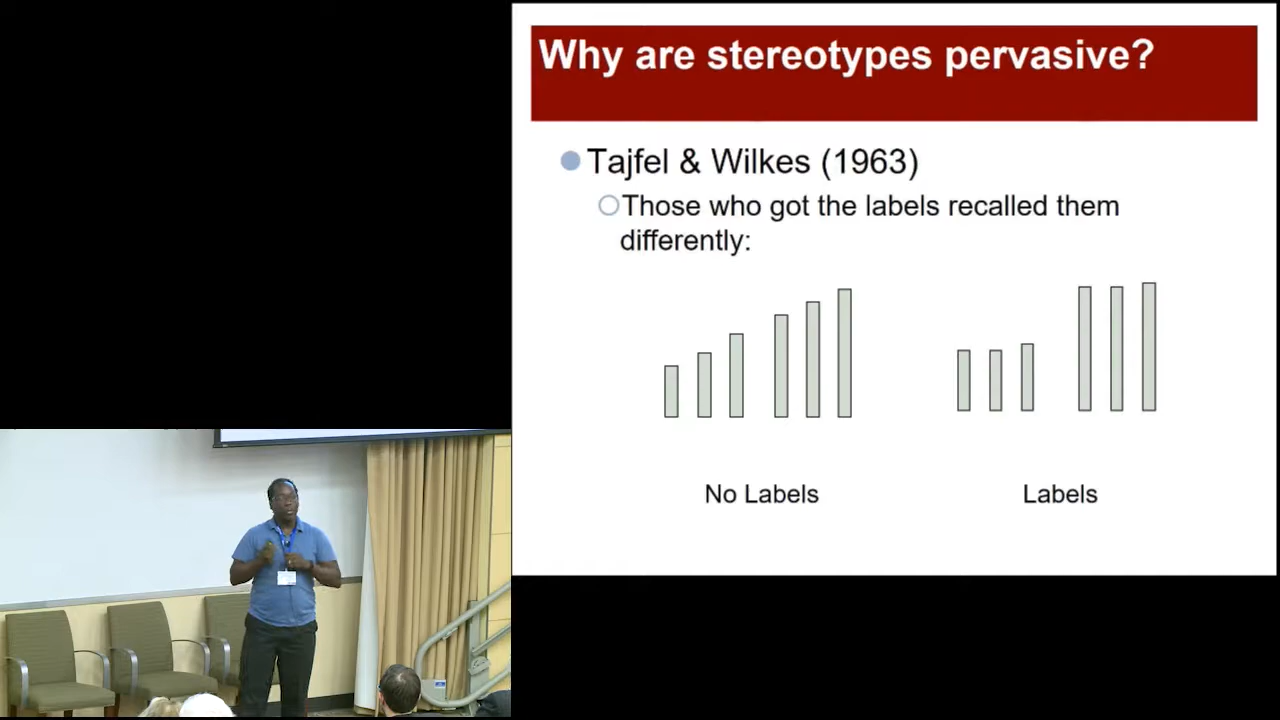 Why are stereotypes pervasive?
Tajfel & Wilkes (1963)
Those who got the labels recalled them
differently:
No Labels
Labels